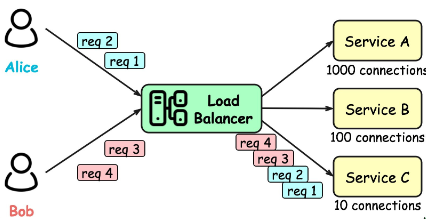 req 2
req 1
Alice
Load
Balancer
req 3
req 4
Bob
req 4
req 3
req 2
req 1
Service A
1000 connections
Service B
100 connections
Service C
10 connections